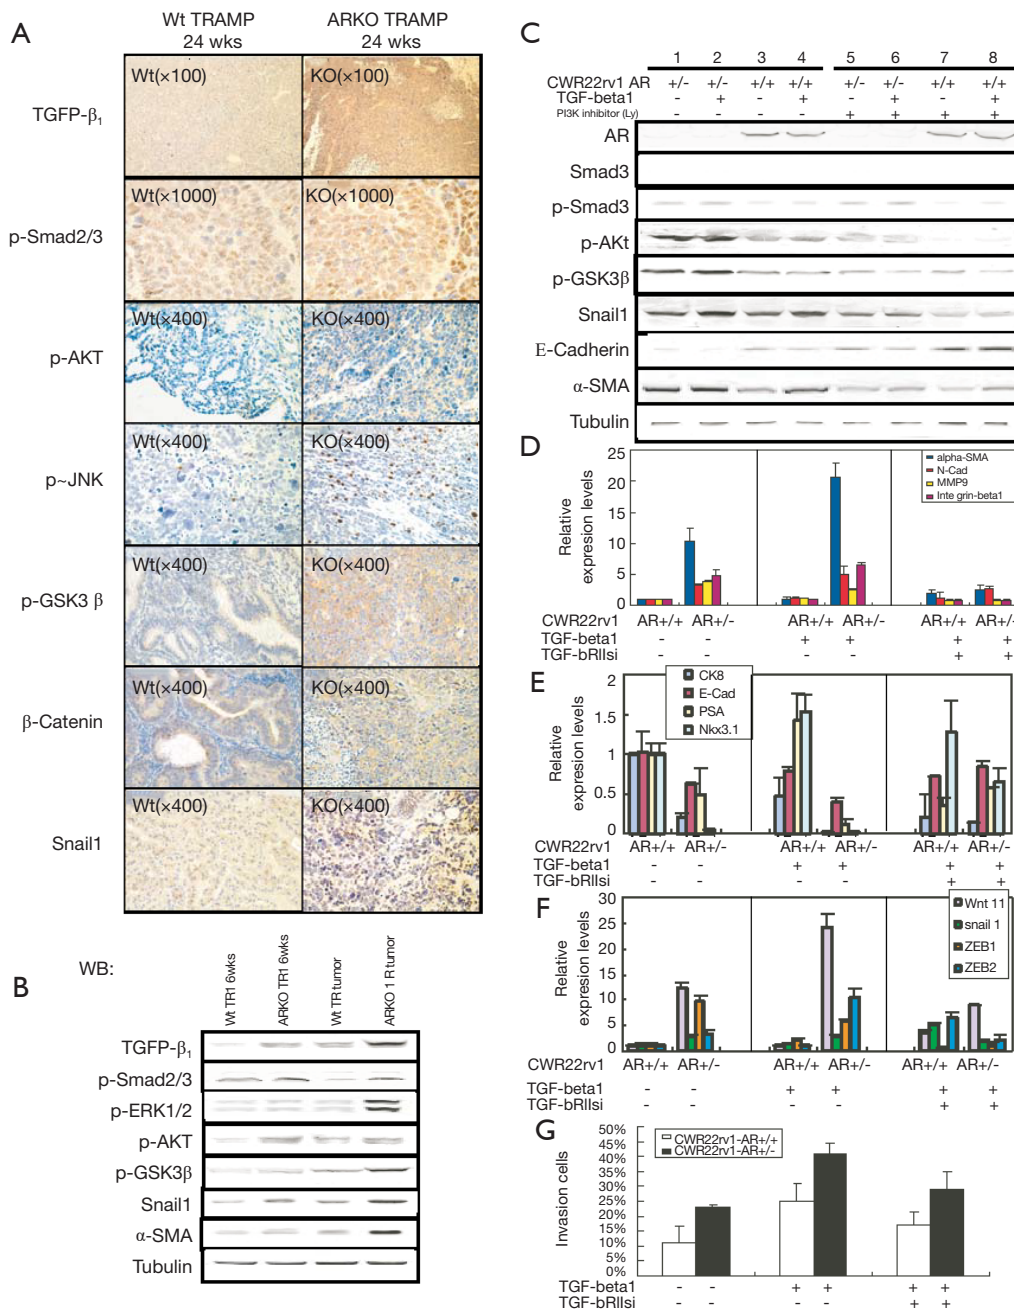 A
Wt TRAMP
24 wks
ARKO TRAMP
24 wks
TGFP-β1
Wt(×100)
KO(×100)
p-Smad2/3
Wt(×1000)
KO(×1000)
p-AKT
Wt(×400)
KO(×400)
p~JNK
Wt(×400)
KO(×400)
p-GSK3 β
Wt(×400)
KO(×400)
β-Catenin
Wt(×400)
KO(×400)
Snail1
Wt(×400)
KO(×400)
B
WB:
Wt TR1 6wks
ARKO TR1 6wks
Wt TR tumor
ARKO 1 R tumor
TGFP-β1
p-Smad2/3
p-ERK1/2
p-AKT
p-GSK3β
Snail1
α-SMA
Tubulin
C
1 2 3 4 5 6 7 8
CWR22rv1 AR +/- +/- +/+ +/+ +/- +/- +/+ +/+
TGF-beta1 - + - + - + - +
PI3K inhibitor (Ly) - - - - + + + +
AR
Smad3
p-Smad3
p-AKt
p-GSK3β
Snail1
E-Cadherin
α-SMA
Tubulin
D
Relative
expresion levels
25
20
15
10
5
0
alpha-SMA
N-Cad
MMP9
Inte grin-beta1
CWR22rv1 AR+/+ AR+/- AR+/+ AR+/- AR+/+ AR+/-
TGF-beta1 - - + + + +
TGF-bRIIsi + +
E
Relative
expresion levels
2
1.5
1
0.5
0
CK8
E-Cad
PSA
Nkx3.1
CWR22rv1 AR+/+ AR+/- AR+/+ AR+/- AR+/+ AR+/-
TGF-beta1 - - + + + +
TGF-bRIIsi - - - - + +
F
Relative
expresion levels
30
25
20
15
10
5
0
Wnt 11
snail 1
ZEB1
ZEB2
CWR22rv1 AR+/+ AR+/- AR+/+ AR+/- AR+/+ AR+/-
TGF-beta1 - - + + + +
TGF-bRIIsi - - - - + +
G
Invasion cells
50%
45%
40%
35%
30%
25%
20%
15%
10%
5%
0%
CWR22rv1-AR+/+
CWR22rv1-AR+/-
TGF-beta1 - - + + + +
TGF-bRIIsi + +